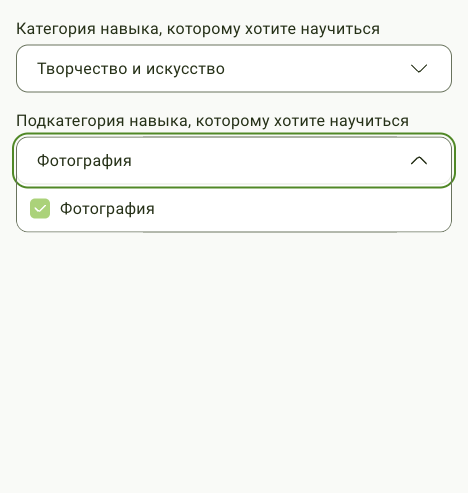 Категория навыка, которому хотите научиться
Творчество и искусство
Подкатегория навыка, которому хотите научиться
Фотография
Фотография